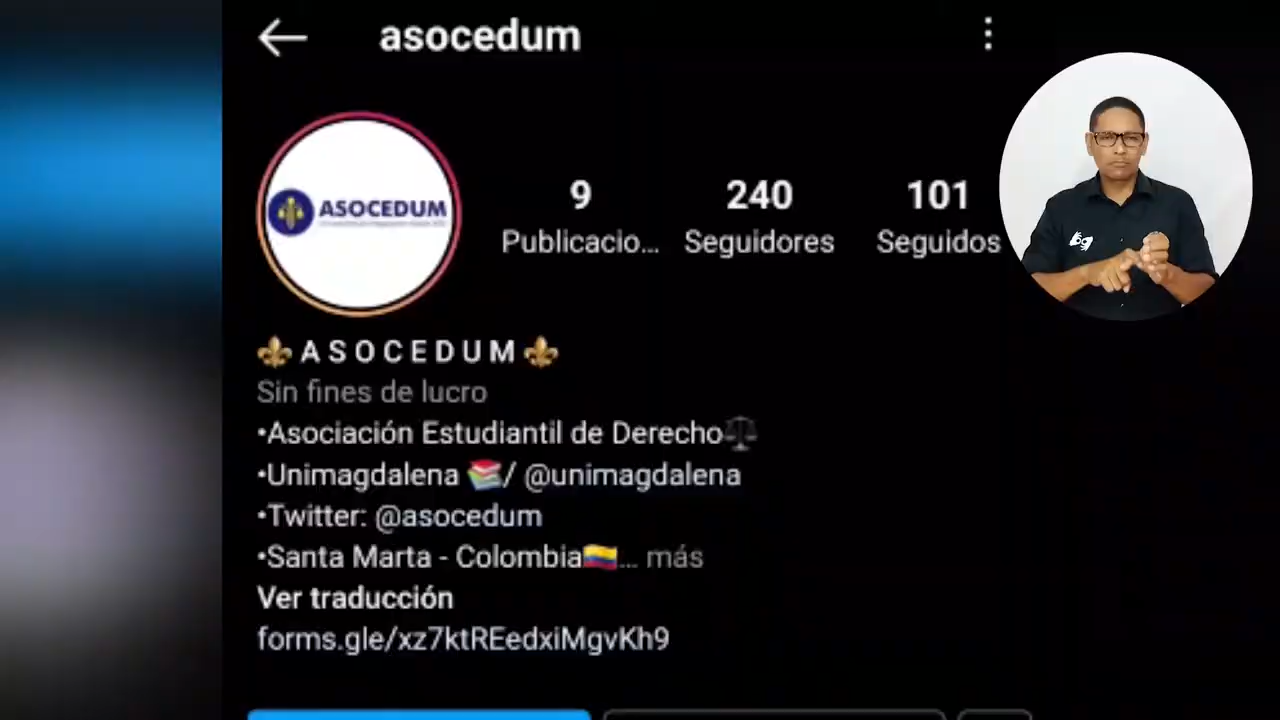 asocedum
ASOCEDUM
9
Publicacio...
240
Seguidores
101
Seguidos
⚜️ A S O C E D U M ⚜️
Sin fines de lucro
•Asociación Estudiantil de Derecho⚖️
•Unimagdalena 📚/ @unimagdalena
•Twitter: @asocedum
•Santa Marta - Colombia🇨🇴... más
Ver traducción
forms.gle/xz7ktREedxiMgvKh9